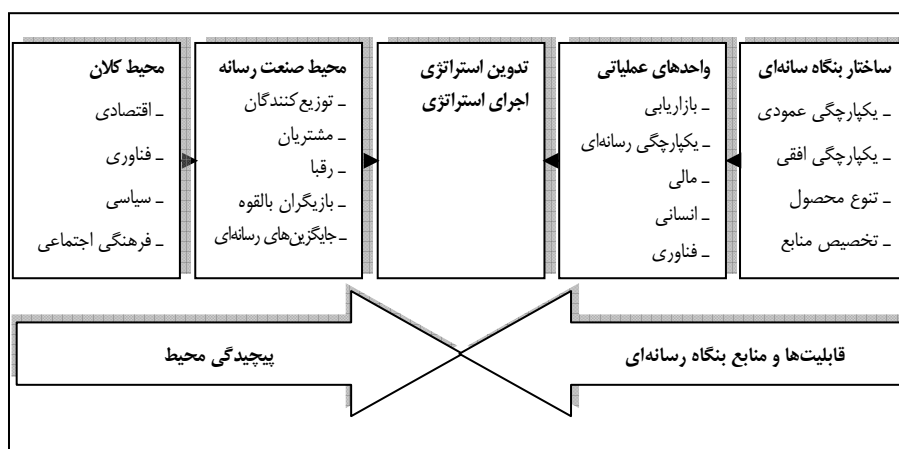 ساختار بنگاه سانه‌ای
ـ یکپارچگی عمودی
ـ یکپارچگی افقی
ـ تنوع محصول
ـ تخصیص منابع
واحدهای عملیاتی
ـ بازاریابی
ـ یکپارچگی رسانه‌ای
ـ مالی
ـ انسانی
ـ فناوری
تدوین استراتژی
اجرای استراتژی
محیط صنعت رسانه
ـ توزیع‌کنندگان
ـ مشتریان
ـ رقبا
ـ بازیگران بالقوه
ـ جایگزین‌های رسانه‌ای
محیط کلان
ـ اقتصادی
ـ فناوری
ـ سیاسی
ـ فرهنگی اجتماعی
قابلیت‌ها و منابع بنگاه رسانه‌ای
پیچیدگی محیط